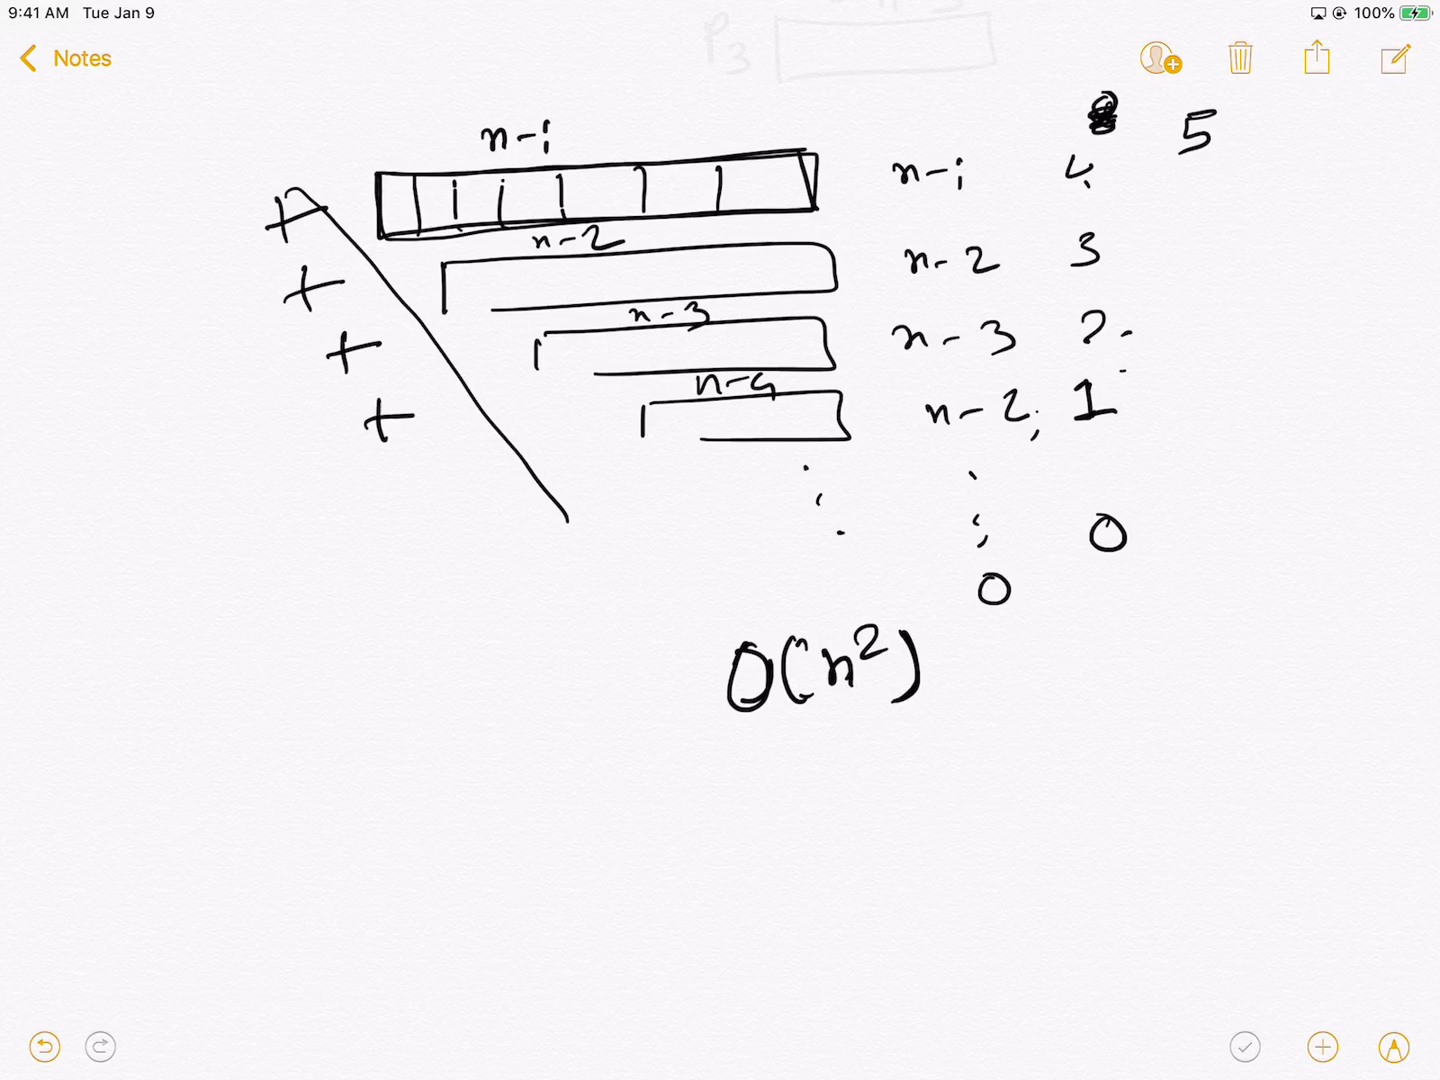 9:41 AM Tue Jan 9 100%
Notes
P3
5
n-i n-i 4
n-2 n-2 3
n-3 n-3 2
n-4 n-2 1
0
0
O(n²)